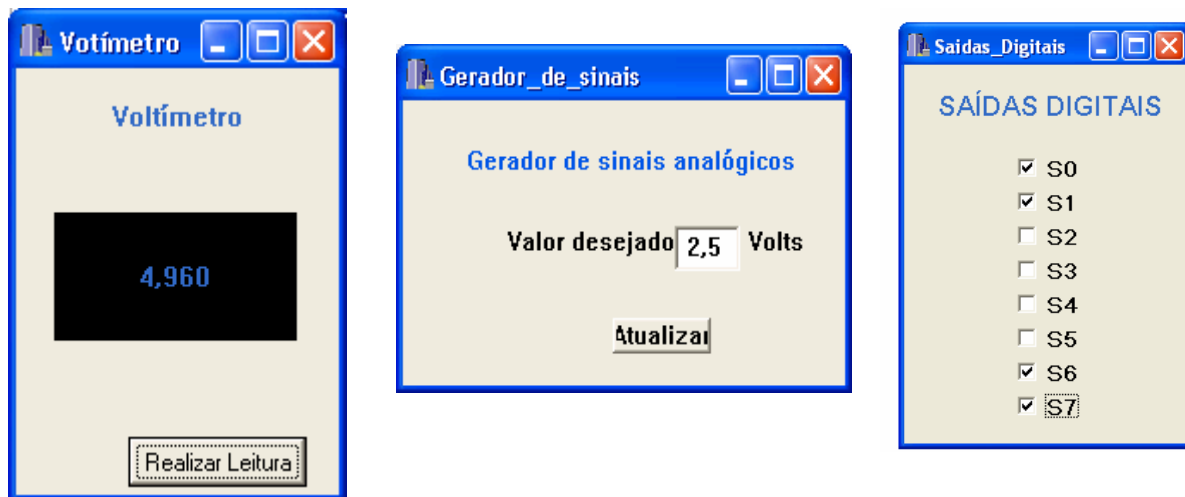 Votímetro
Voltímetro
4,960
Realizar Leitura
Gerador_de_sinais
Gerador de sinais analógicos
Valor desejado 2,5 Volts
Atualizar
Saidas_Digitais
SAÍDAS DIGITAIS
S0
S1
S2
S3
S4
S5
S6
S7